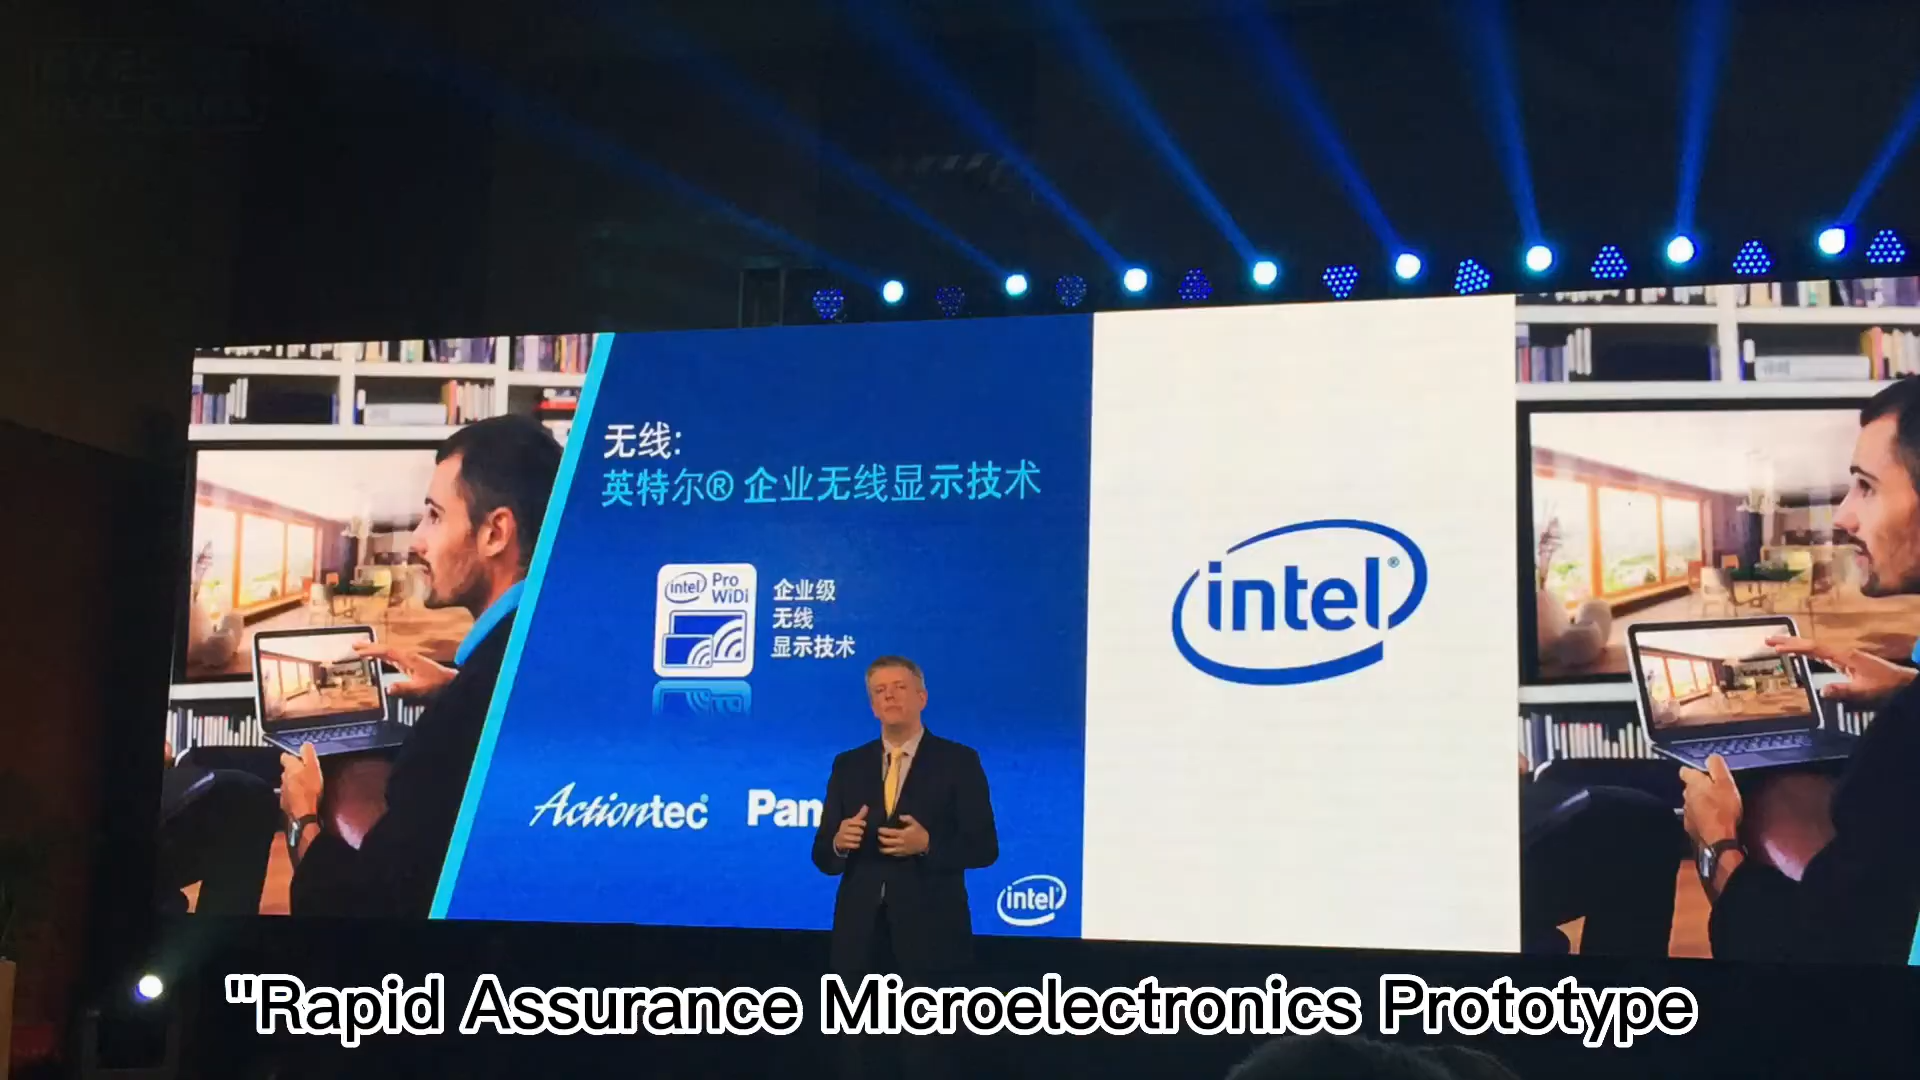 无线:
英特尔® 企业无线显示技术
intel Pro WiDi
企业级
无线
显示技术
Actiontec Pan
intel
intel®
"Rapid Assurance Microelectronics Prototype